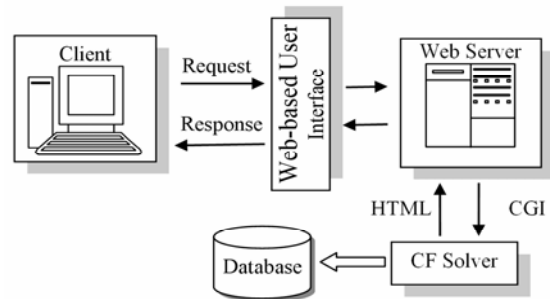 Client
Request
Response
Web-based User
Interface
Web Server
HTML
CGI
Database
CF Solver